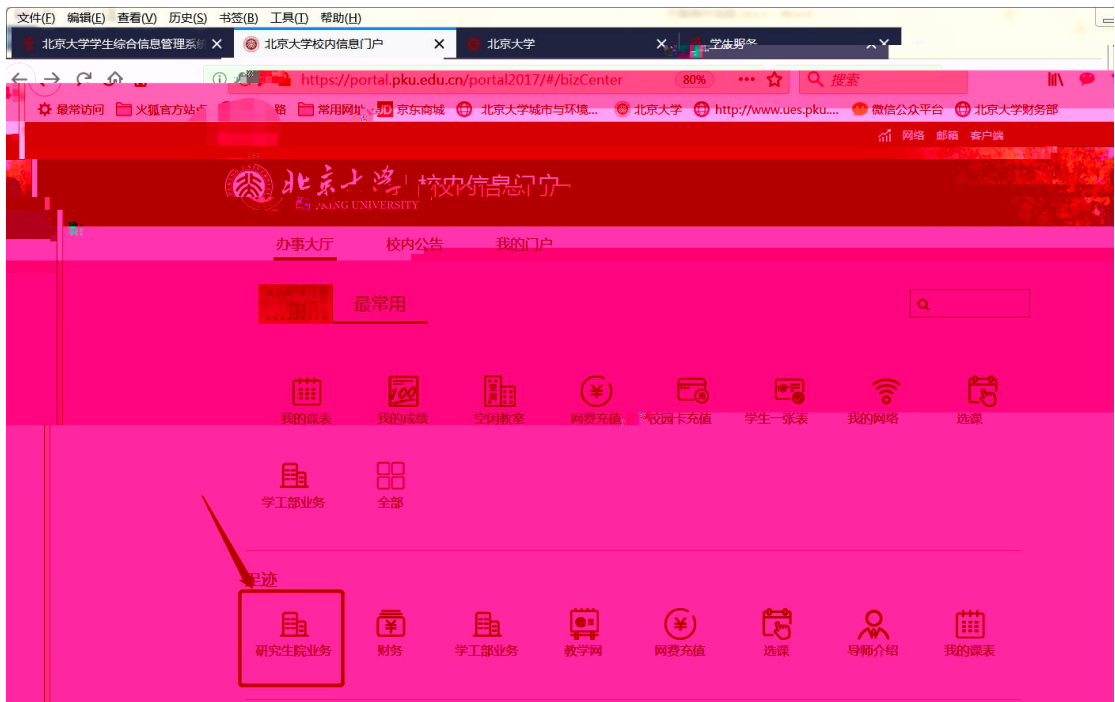 文件(F) 编辑(E) 查看(V) 历史(S) 书签(B) 工具(T) 帮助(H)
北京大学学生综合信息管理系统 北京大学校内信息门户 北京大学
https://portal.pku.edu.cn/portal2017/#/bizCenter 80% 搜索
最常访问 火狐官方站点 常用网址 JD 京东商城 北京大学城市与环境... 北京大学 http://www.ues.pku.... 微信公众平台 北京大学财务部
网络 邮箱 客户端
北京大学 校内信息门户
UNIVERSITY
办事大厅 校内公告 我的门户
最常用
我的课表 我的成绩 空闲教室 网费充值 校园卡充值 学生一张表 我的网络 选课
学工部业务 全部
足迹
研究生院业务 财务 学工部业务 教学网 网费充值 选课 导师介绍 我的课表